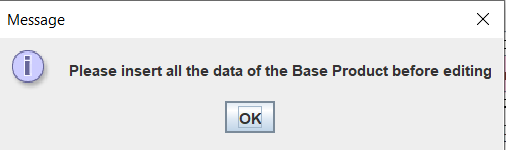 Message
Please insert all the data of the Base Product before editing
OK